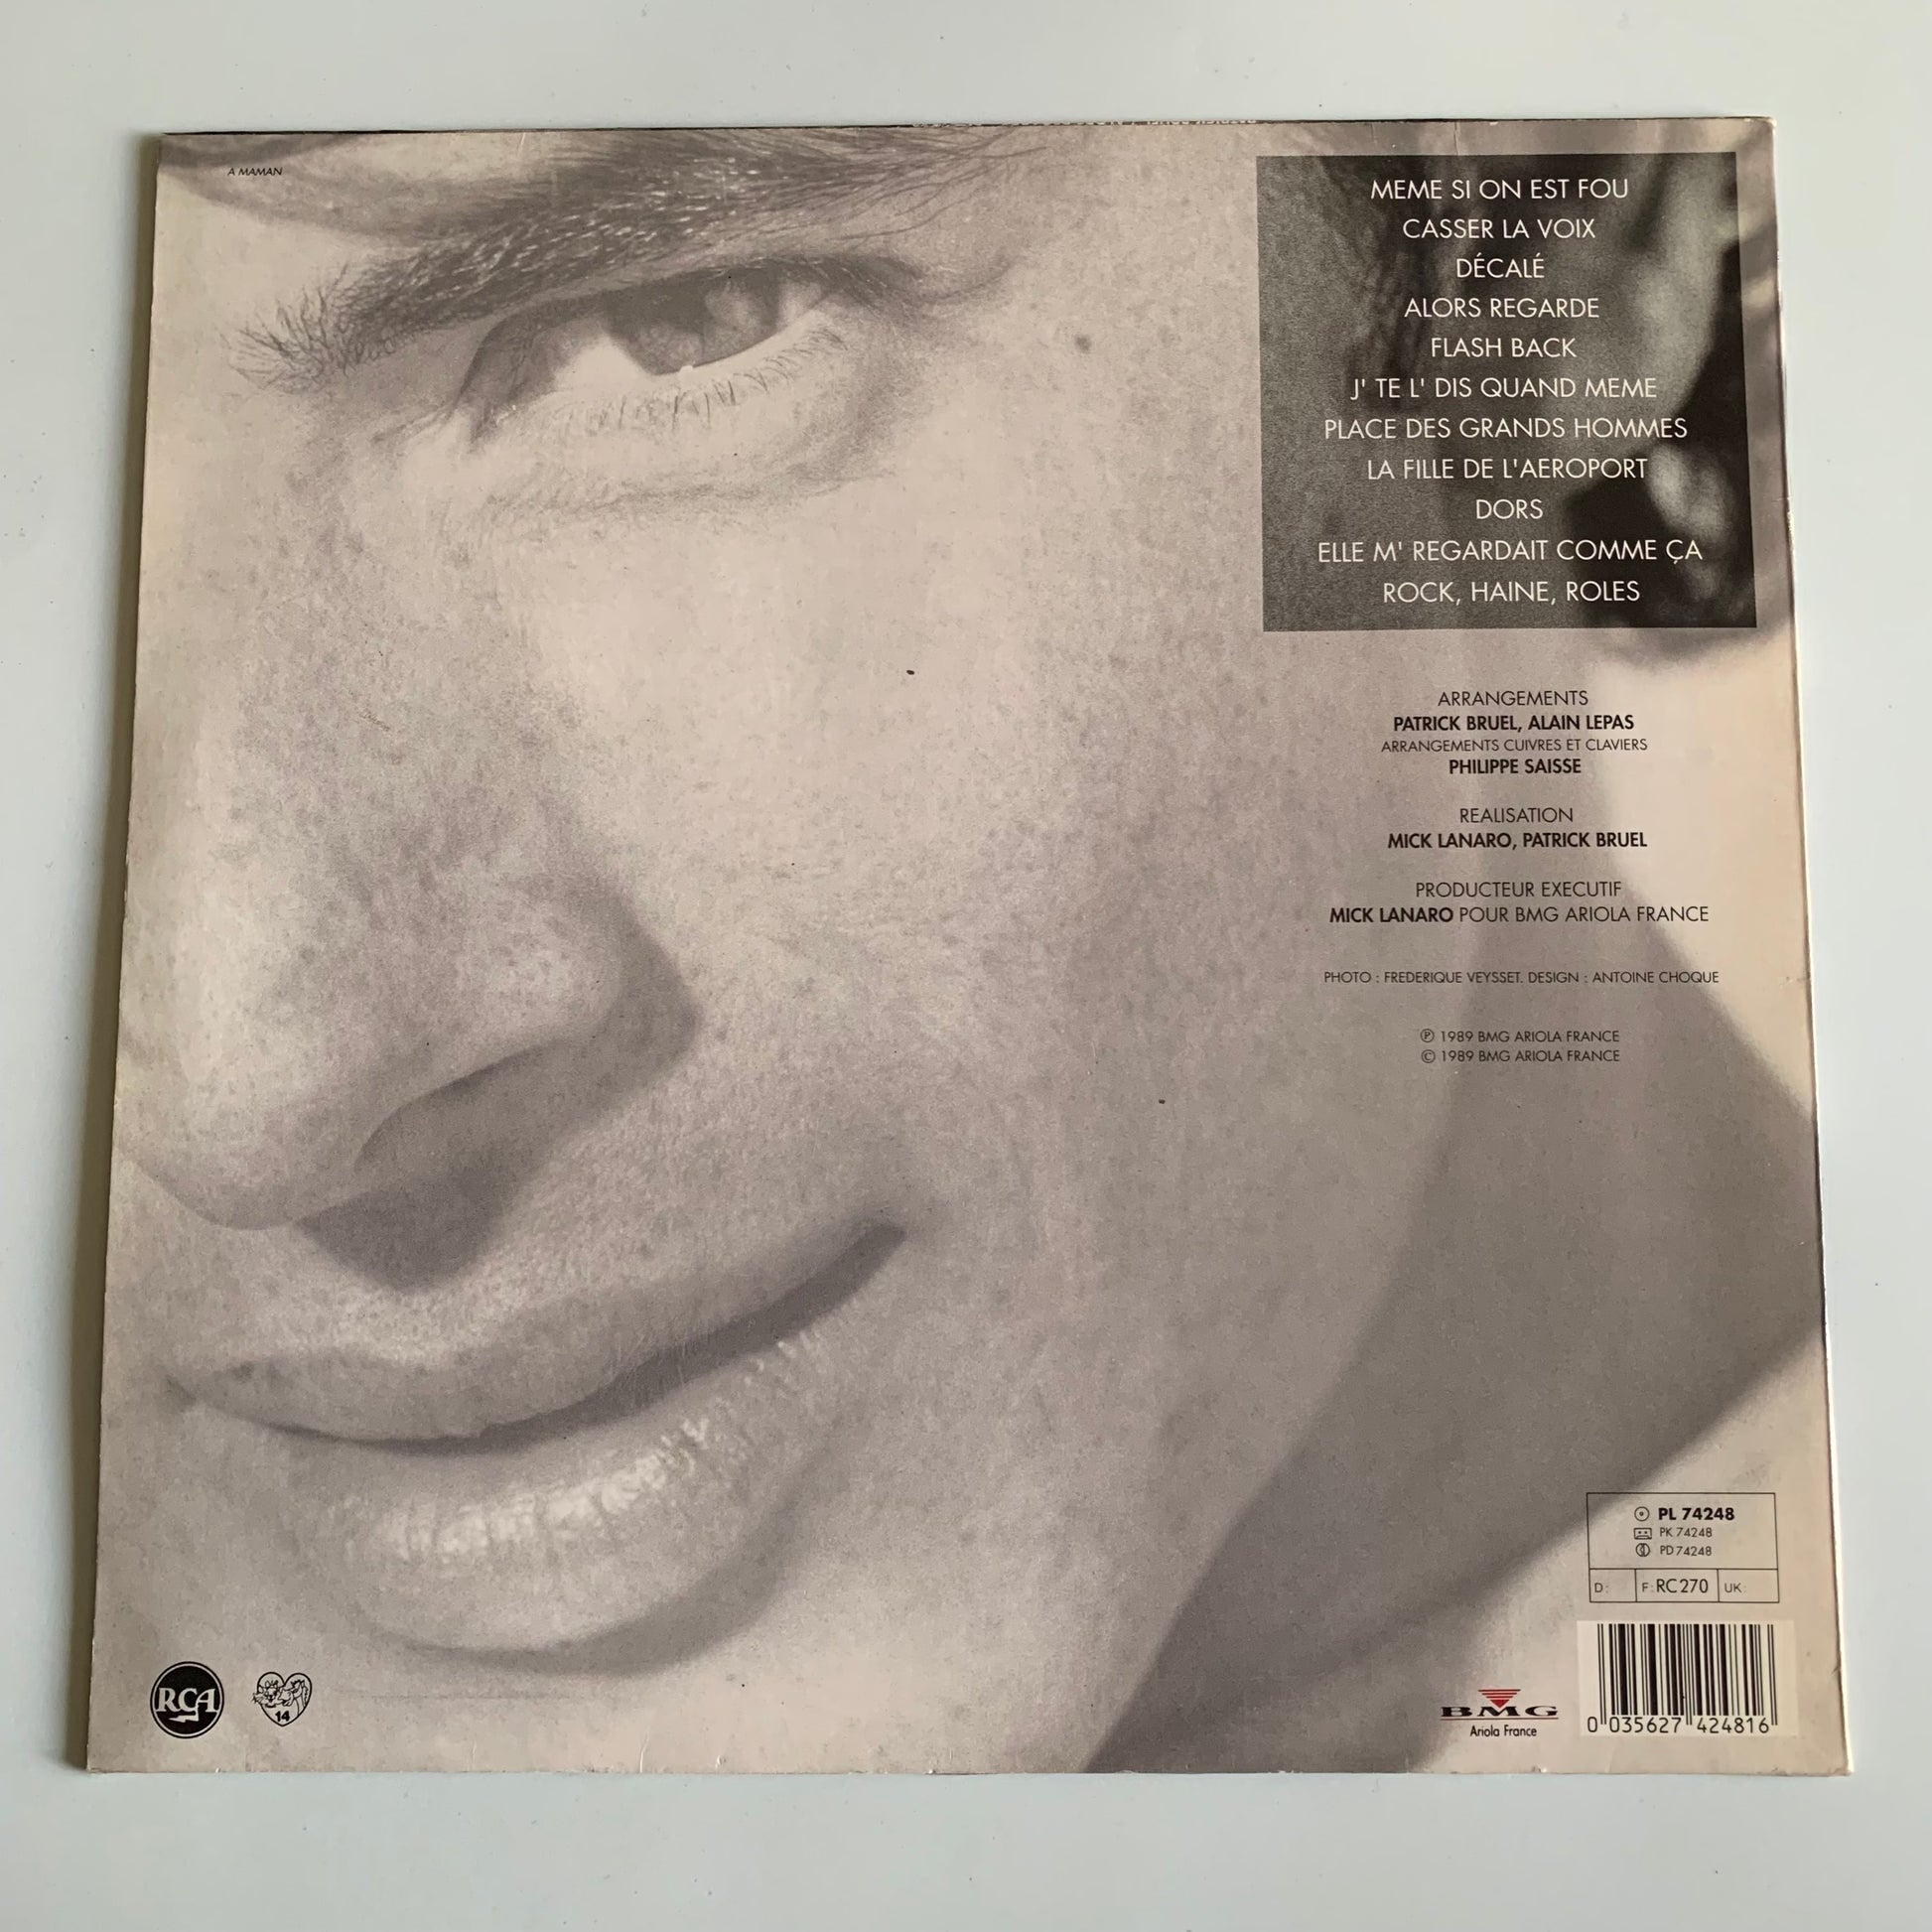 A MAMAN
MEME SI ON EST FOU
CASSER LA VOIX
DÉCALÉ
ALORS REGARDE
FLASH BACK
J' TE L' DIS QUAND MEME
PLACE DES GRANDS HOMMES
LA FILLE DE L'AEROPORT
DORS
ELLE M' REGARDAIT COMME ÇA
ROCK, HAINE, ROLES
ARRANGEMENTS
PATRICK BRUEL, ALAIN LEPAS
ARRANGEMENTS CUIVRES ET CLAVIERS
PHILIPPE SAISSE
REALISATION
MICK LANARO, PATRICK BRUEL
PRODUCTEUR EXECUTIF
MICK LANARO POUR BMG ARIOLA FRANCE
PHOTO : FREDERIQUE VEYSSET. DESIGN : ANTOINE CHOQUE
℗ 1989 BMG ARIOLA FRANCE
© 1989 BMG ARIOLA FRANCE
PL 74248
PK 74248
PD 74248
D: F: RC 270 UK:
RCA
14
BMG
Ariola France
0 035627 424816